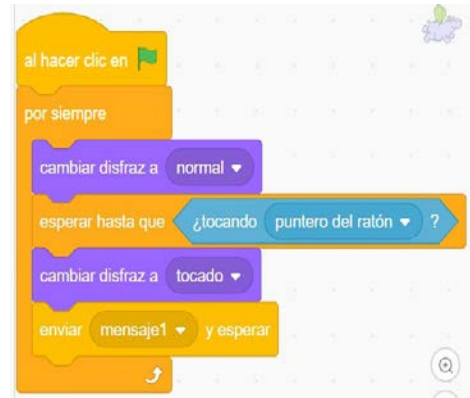 al hacer clic en
por siempre
cambiar disfraz a normal
esperar hasta que ¿tocando puntero del ratón ?
cambiar disfraz a tocado
enviar mensaje1 y esperar